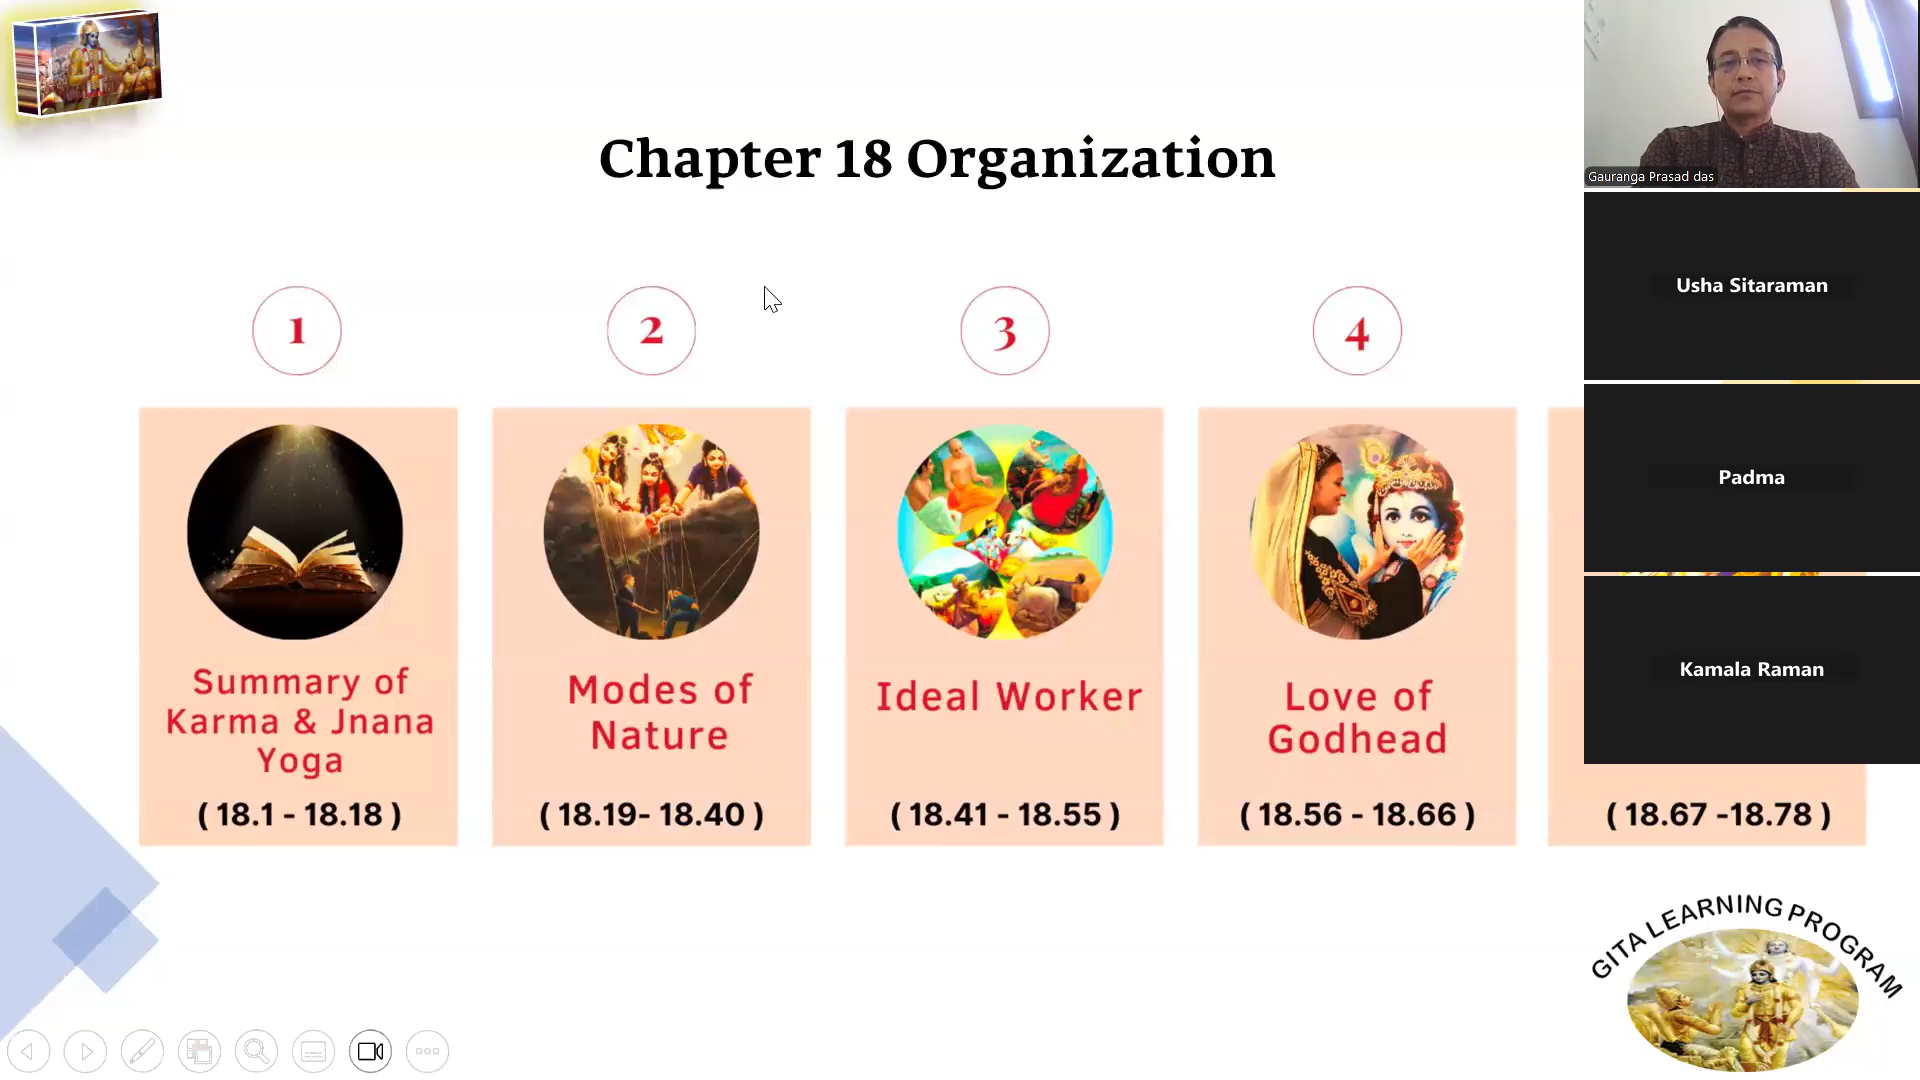 Chapter 18 Organization
1
2
3
4
Summary of
Karma & Jnana
Yoga
( 18.1 - 18.18 )
Modes of
Nature
( 18.19- 18.40 )
Ideal Worker
( 18.41 - 18.55 )
Love of
Godhead
( 18.56 - 18.66 )
( 18.67 -18.78 )
Gauranga Prasad das
Usha Sitaraman
Padma
Kamala Raman
GITA LEARNING PROGRAM